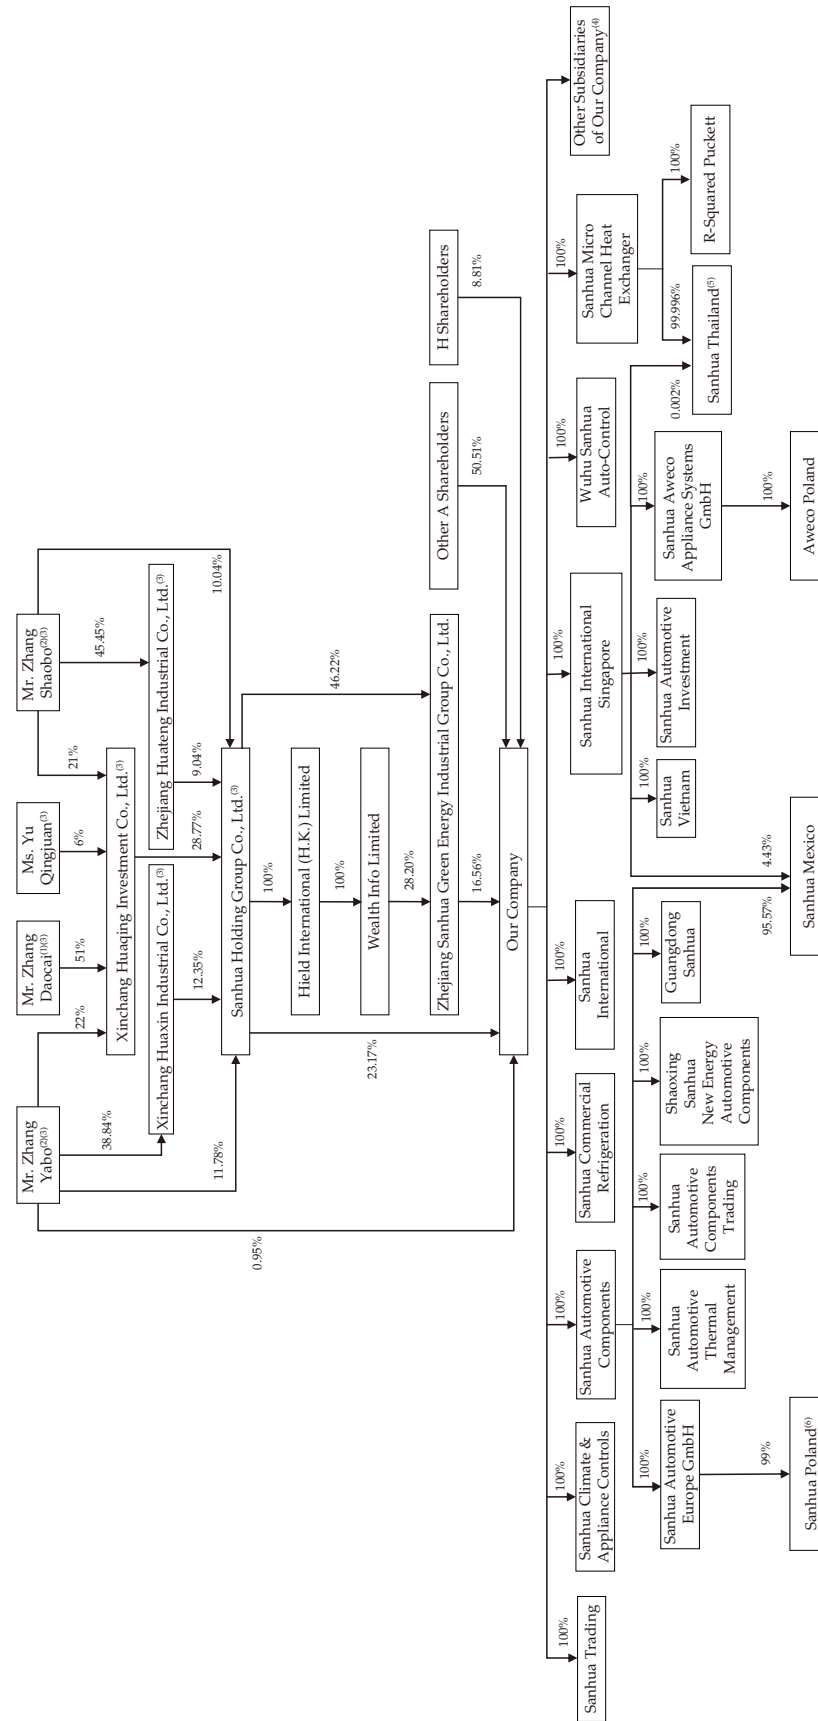 Mr. Zhang
Yabo(2)(3)
Mr. Zhang
Daocai(1)(3)
Ms. Yu
Qingjuan(3)
Mr. Zhang
Shaobo(2)(3)
22%
51%
6%
21%
38.84%
45.45%
Xinchang Huaqing Investment Co., Ltd.(3)
Xinchang Huaxin Industrial Co., Ltd.(3)
Zhejiang Huateng Industrial Co., Ltd.(3)
11.78%
12.35%
28.77%
9.04%
10.04%
Sanhua Holding Group Co., Ltd.(3)
0.95%
100%
Hield International (H.K.) Limited
46.22%
100%
Wealth Info Limited
23.17%
28.20%
Zhejiang Sanhua Green Energy Industrial Group Co., Ltd.
Other A Shareholders
H Shareholders
16.56%
50.51%
8.81%
Our Company
100%
100%
100%
100%
100%
100%
100%
100%
Sanhua Trading
Sanhua Climate &
Appliance Controls
Sanhua Automotive
Components
Sanhua Commercial
Refrigeration
Sanhua
International
Sanhua International
Singapore
Wuhu Sanhua
Auto-Control
Sanhua Micro
Channel Heat
Exchanger
Other Subsidiaries
of Our Company(4)
100%
100%
100%
100%
100%
100%
100%
100%
0.002%
99.996%
100%
Sanhua Automotive
Europe GmbH
Sanhua
Automotive
Thermal
Management
Sanhua
Automotive
Components
Trading
Shaoxing
Sanhua
New Energy
Automotive
Components
Guangdong
Sanhua
Sanhua
Vietnam
Sanhua Automotive
Investment
Sanhua Aweco
Appliance Systems
GmbH
Sanhua Thailand(5)
R-Squared Puckett
99%
95.57%
4.43%
100%
Sanhua Poland(6)
Sanhua Mexico
Aweco Poland